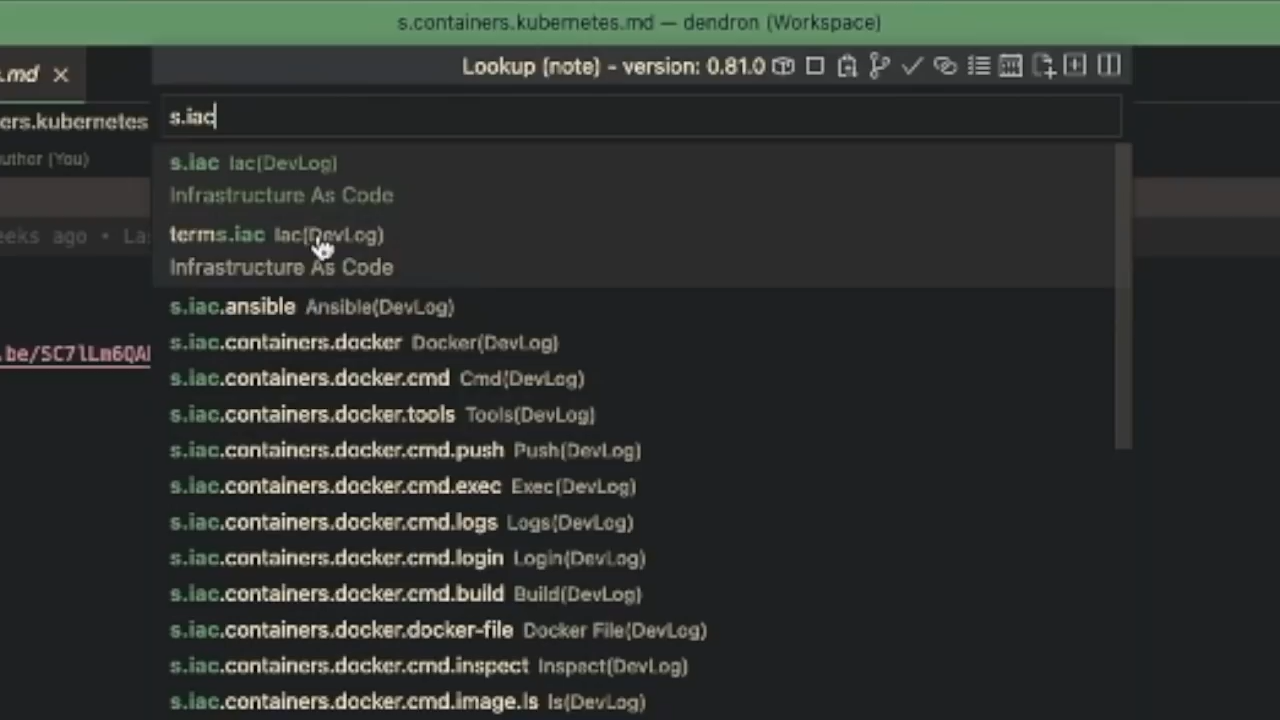 s.containers.kubernetes.md — dendron (Workspace)
.md ×
Lookup (note) - version: 0.81.0
s.iac
ers.kubernetes
uthor (You)
s.iac Iac(DevLog)
Infrastructure As Code
eeks ago •
terms.iac Iac(DevLog)
Infrastructure As Code
s.iac.ansible Ansible(DevLog)
.be/SC7lLm6QA
s.iac.containers.docker Docker(DevLog)
s.iac.containers.docker.cmd Cmd(DevLog)
s.iac.containers.docker.tools Tools(DevLog)
s.iac.containers.docker.cmd.push Push(DevLog)
s.iac.containers.docker.cmd.exec Exec(DevLog)
s.iac.containers.docker.cmd.logs Logs(DevLog)
s.iac.containers.docker.cmd.login Login(DevLog)
s.iac.containers.docker.cmd.build Build(DevLog)
s.iac.containers.docker.docker-file Docker File(DevLog)
s.iac.containers.docker.cmd.inspect Inspect(DevLog)
s.iac.containers.docker.cmd.image.ls ls(DevLog)